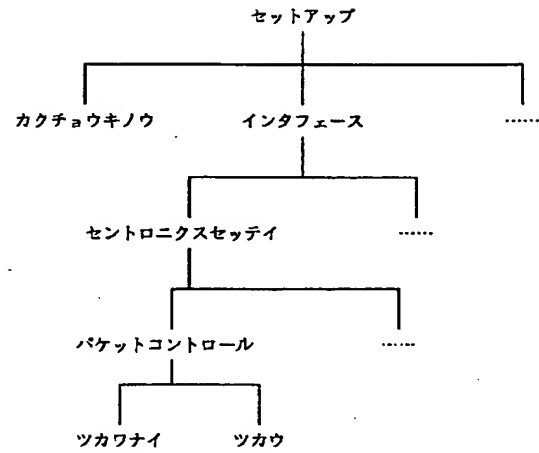 セットアップ
カクチョウキノウ インタフェース ……
セントロニクスセッテイ ……
パケットコントロール ……
ツカワナイ ツカウ